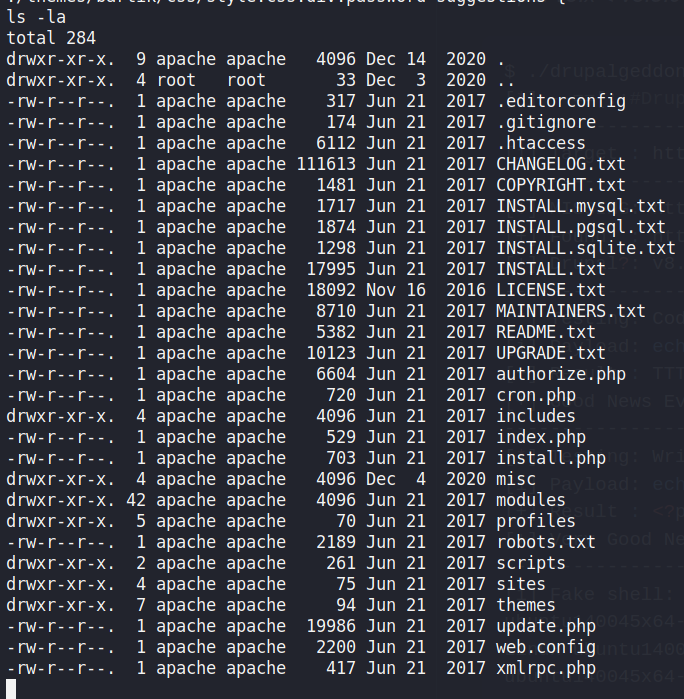 ls -la
total 284
drwxr-xr-x.  9 apache apache   4096 Dec 14  2020 .
drwxr-xr-x.  4 root   root       33 Dec  3  2020 ..
-rw-r--r--.  1 apache apache    317 Jun 21  2017 .editorconfig
-rw-r--r--.  1 apache apache    174 Jun 21  2017 .gitignore
-rw-r--r--.  1 apache apache   6112 Jun 21  2017 .htaccess
-rw-r--r--.  1 apache apache 111613 Jun 21  2017 CHANGELOG.txt
-rw-r--r--.  1 apache apache   1481 Jun 21  2017 COPYRIGHT.txt
-rw-r--r--.  1 apache apache   1717 Jun 21  2017 INSTALL.mysql.txt
-rw-r--r--.  1 apache apache   1874 Jun 21  2017 INSTALL.pgsql.txt
-rw-r--r--.  1 apache apache   1298 Jun 21  2017 INSTALL.sqlite.txt
-rw-r--r--.  1 apache apache  17995 Jun 21  2017 INSTALL.txt
-rw-r--r--.  1 apache apache  18092 Nov 16  2016 LICENSE.txt
-rw-r--r--.  1 apache apache   8710 Jun 21  2017 MAINTAINERS.txt
-rw-r--r--.  1 apache apache   5382 Jun 21  2017 README.txt
-rw-r--r--.  1 apache apache  10123 Jun 21  2017 UPGRADE.txt
-rw-r--r--.  1 apache apache   6604 Jun 21  2017 authorize.php
-rw-r--r--.  1 apache apache    720 Jun 21  2017 cron.php
drwxr-xr-x.  4 apache apache   4096 Jun 21  2017 includes
-rw-r--r--.  1 apache apache    529 Jun 21  2017 index.php
-rw-r--r--.  1 apache apache    703 Jun 21  2017 install.php
drwxr-xr-x.  4 apache apache   4096 Dec  4  2020 misc
drwxr-xr-x. 42 apache apache   4096 Jun 21  2017 modules
drwxr-xr-x.  5 apache apache     70 Jun 21  2017 profiles
-rw-r--r--.  1 apache apache   2189 Jun 21  2017 robots.txt
drwxr-xr-x.  2 apache apache    261 Jun 21  2017 scripts
drwxr-xr-x.  4 apache apache     75 Jun 21  2017 sites
drwxr-xr-x.  7 apache apache     94 Jun 21  2017 themes
-rw-r--r--.  1 apache apache  19986 Jun 21  2017 update.php
-rw-r--r--.  1 apache apache   2200 Jun 21  2017 web.config
-rw-r--r--.  1 apache apache    417 Jun 21  2017 xmlrpc.php